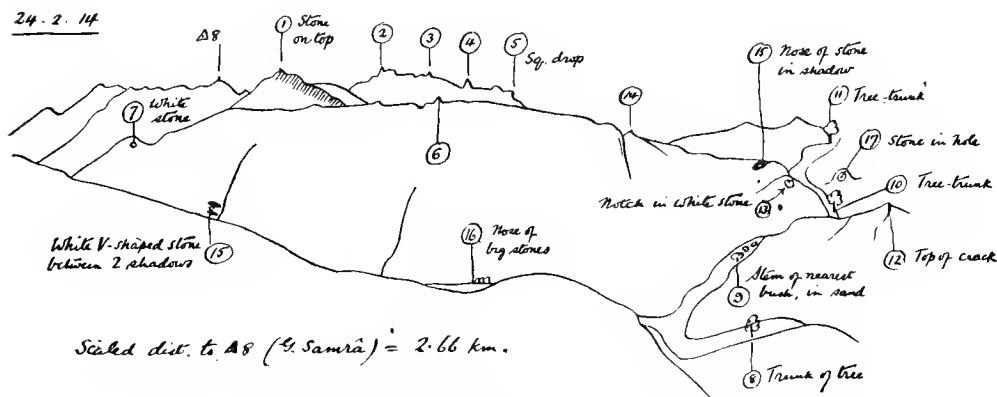 24.2.14
△8
1 Stone
on top
2
3
4
5 Sq. drop
15 Nose of stone
in shadow
7 White
stone
6
14
11 Tree-trunk
17 Stone in hole
10 Tree-trunk
Notch in white stone 13
12 Top of crack
White V-shaped stone
between 2 shadows
15
16 Nose of
big stones
9 Stem of nearest
bush, in sand
8 Trunk of tree
Scaled dist. to △8 (G. Samrâ) = 2.66 km.